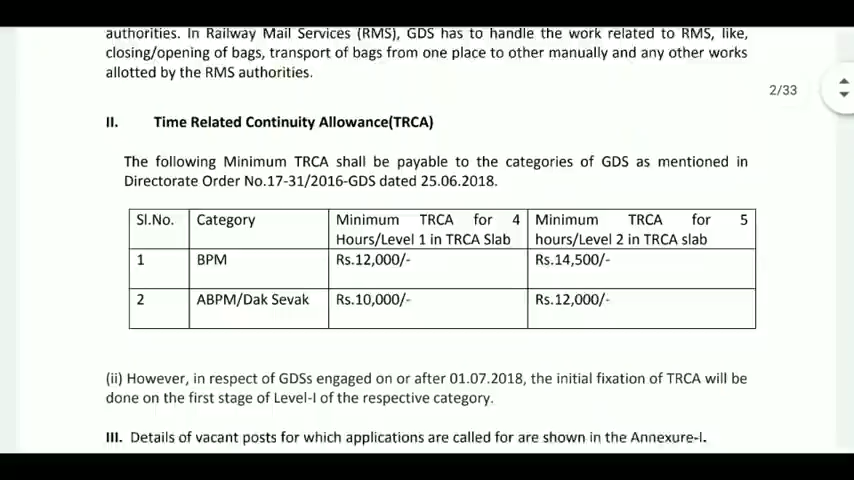 authorities. In Railway Mail Services (RMS), GDS has to handle the work related to RMS, like,
closing/opening of bags, transport of bags from one place to other manually and any other works
allotted by the RMS authorities.
2/33
II. Time Related Continuity Allowance(TRCA)
The following Minimum TRCA shall be payable to the categories of GDS as mentioned in
Directorate Order No.17-31/2016-GDS dated 25.06.2018.
Sl.No. Category Minimum TRCA for 4 Minimum TRCA for 5
Hours/Level 1 in TRCA Slab hours/Level 2 in TRCA slab
1 BPM Rs.12,000/- Rs.14,500/-
2 ABPM/Dak Sevak Rs.10,000/- Rs.12,000/-
(ii) However, in respect of GDSs engaged on or after 01.07.2018, the initial fixation of TRCA will be
done on the first stage of Level-I of the respective category.
III. Details of vacant posts for which applications are called for are shown in the Annexure-I.